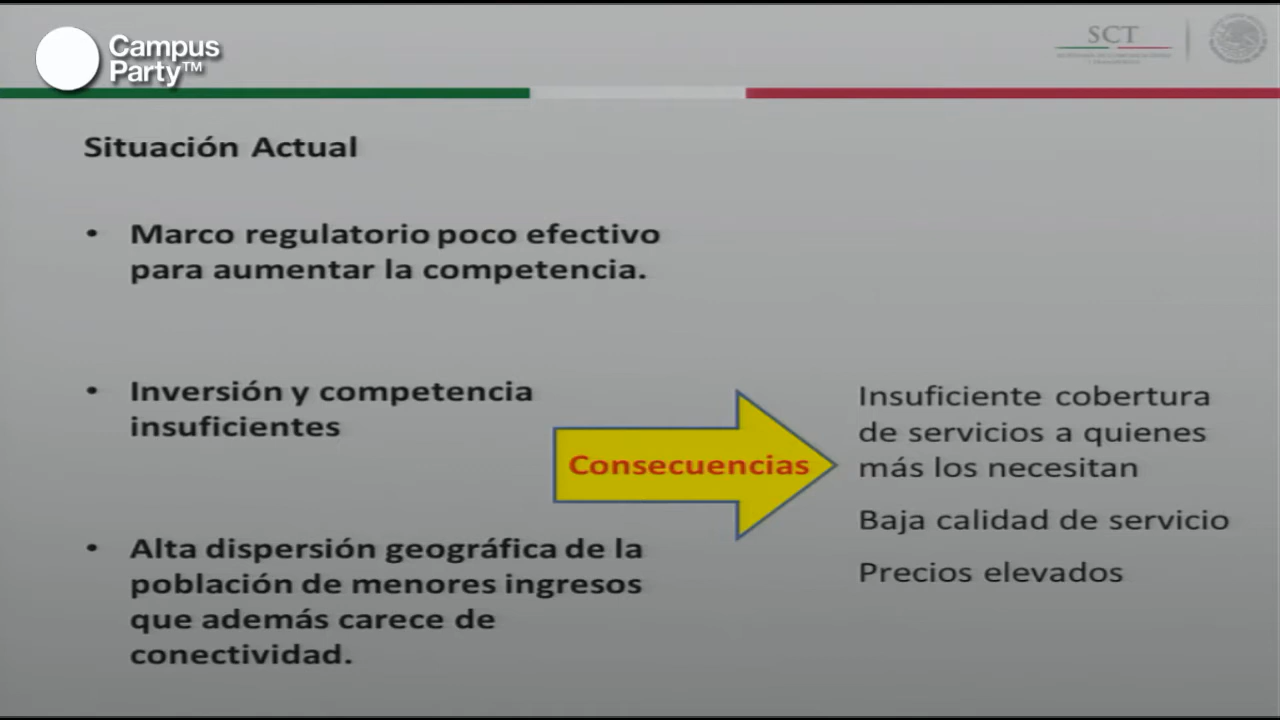 Campus
Party™
SCT
Situación Actual
• Marco regulatorio poco efectivo
para aumentar la competencia.
• Inversión y competencia
insuficientes
Consecuencias
Insuficiente cobertura
de servicios a quienes
más los necesitan
Baja calidad de servicio
Precios elevados
• Alta dispersión geográfica de la
población de menores ingresos
que además carece de
conectividad.